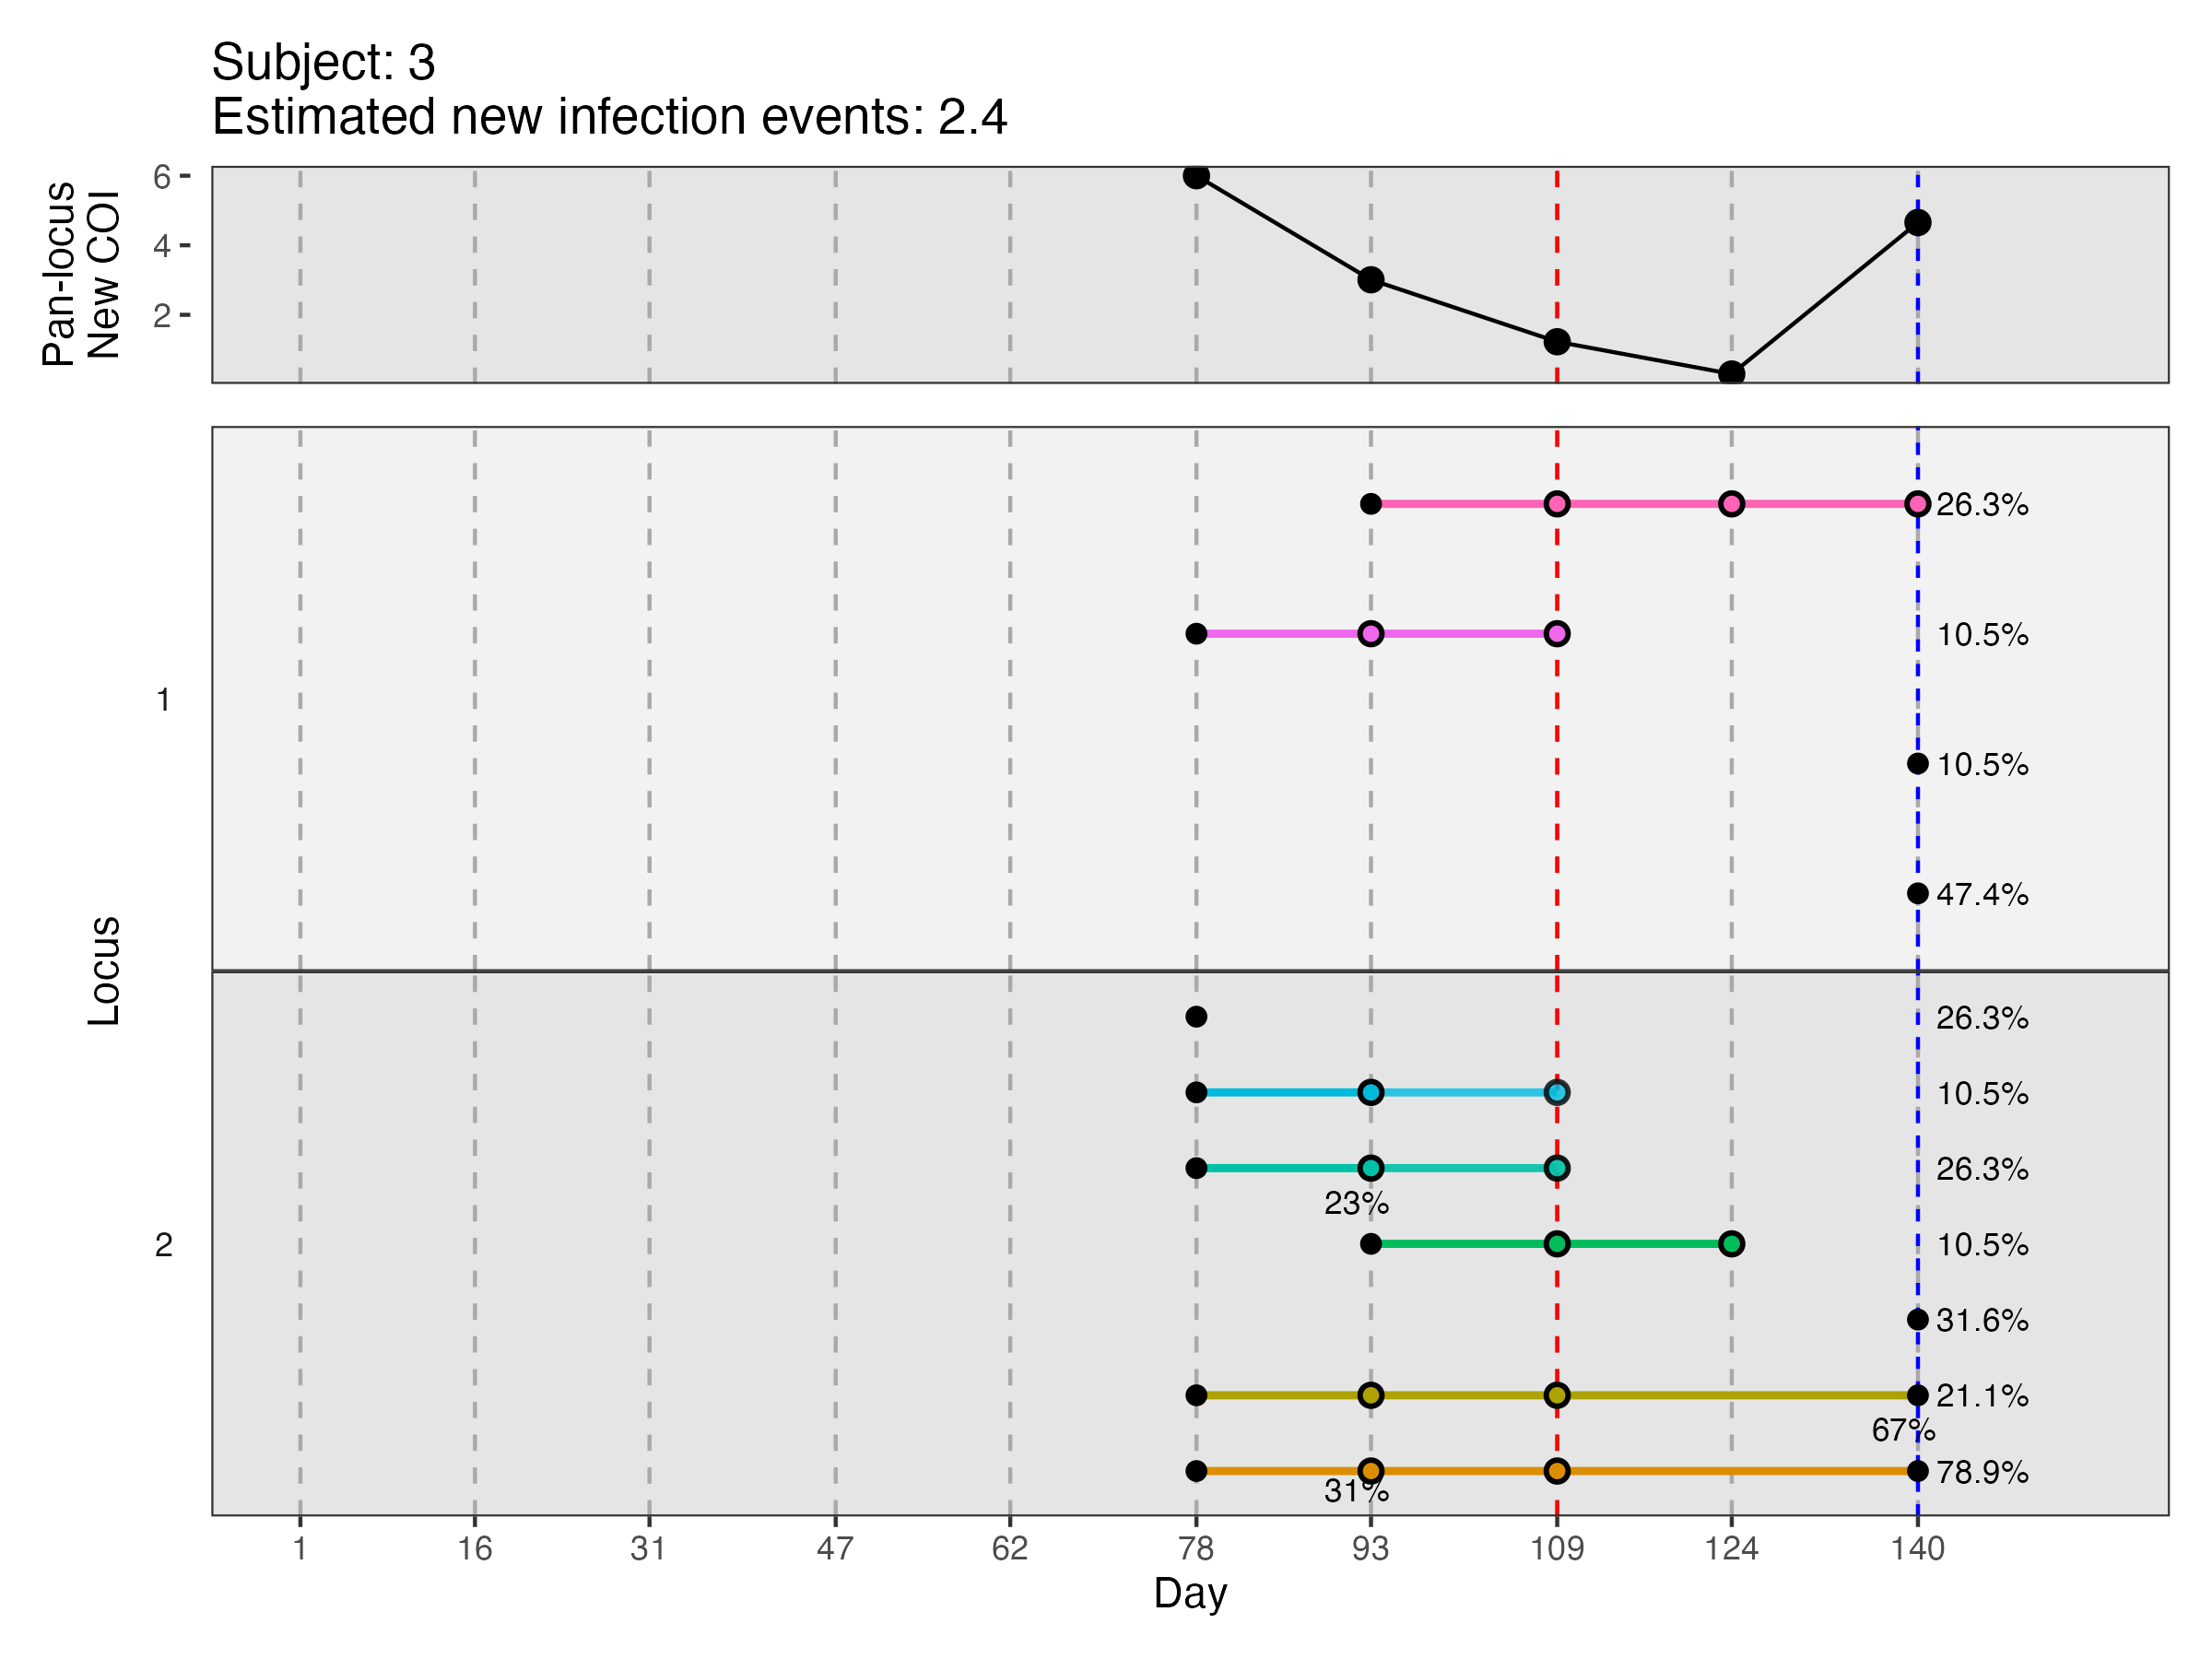 Subject: 3
Estimated new infection events: 2.4
Pan-locus
New COI
6
4
2
Locus
1
26.3%
10.5%
10.5%
47.4%
2
26.3%
10.5%
26.3%
23%
10.5%
31.6%
21.1%
67%
78.9%
31%
1 16 31 47 62 78 93 109 124 140
Day